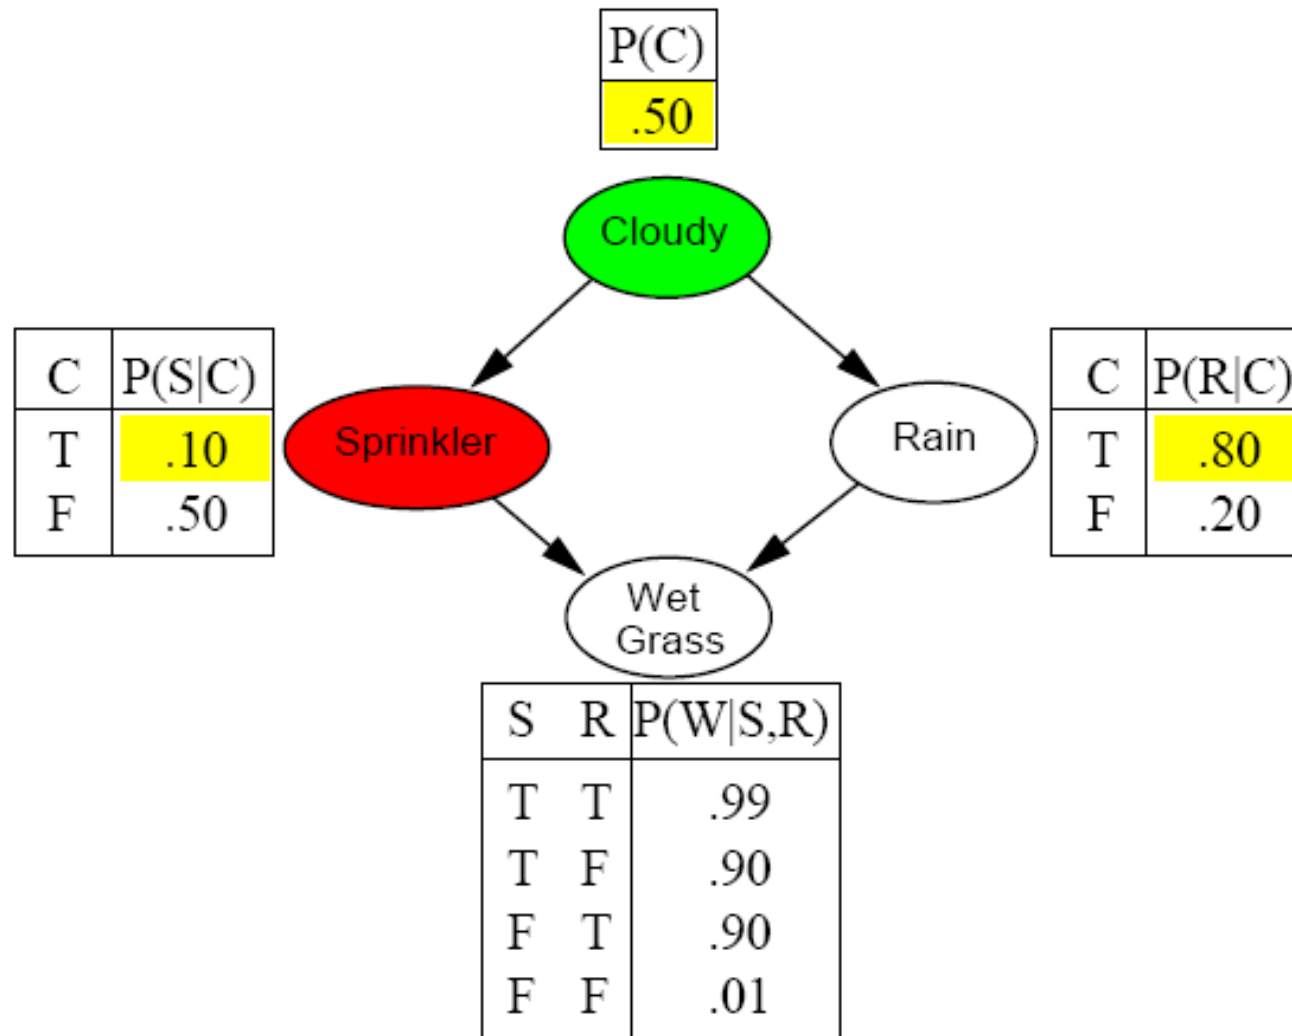 P(C)
.50
Cloudy
C P(S|C)
T .10
F .50
Sprinkler
Rain
C P(R|C)
T .80
F .20
Wet
Grass
S R P(W|S,R)
T T .99
T F .90
F T .90
F F .01